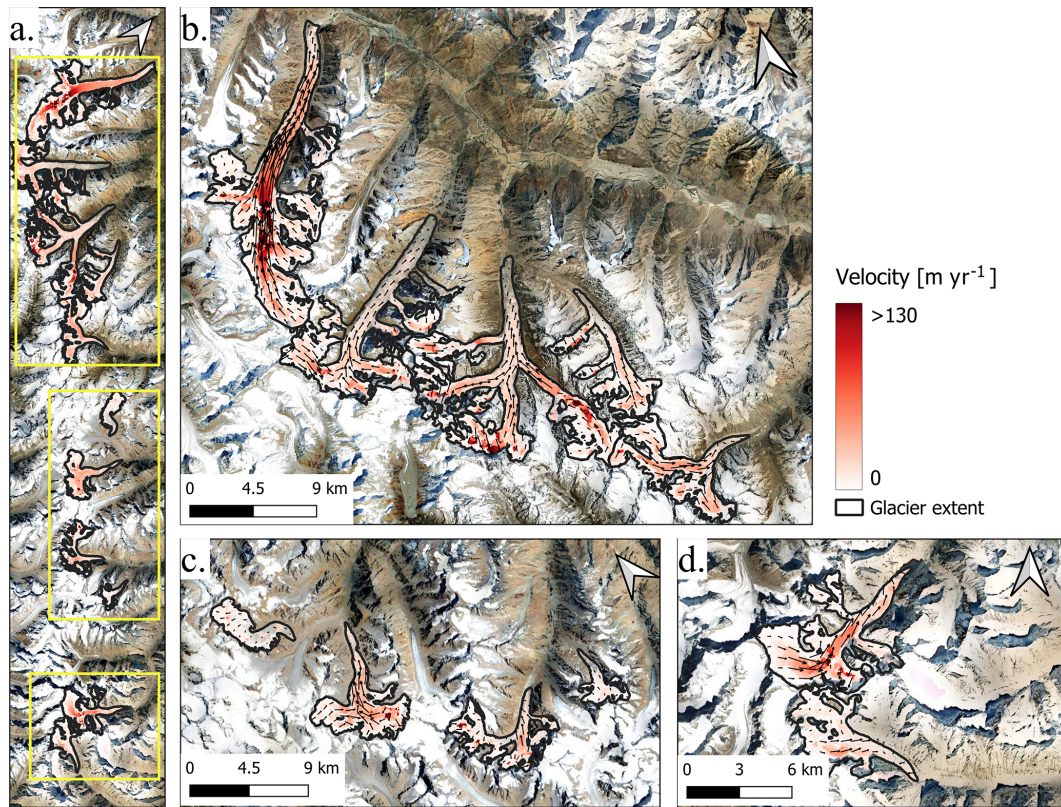 a.
b.
0 4.5 9 km
Velocity [m yr⁻¹]
>130
0
Glacier extent
c.
0 4.5 9 km
d.
0 3 6 km